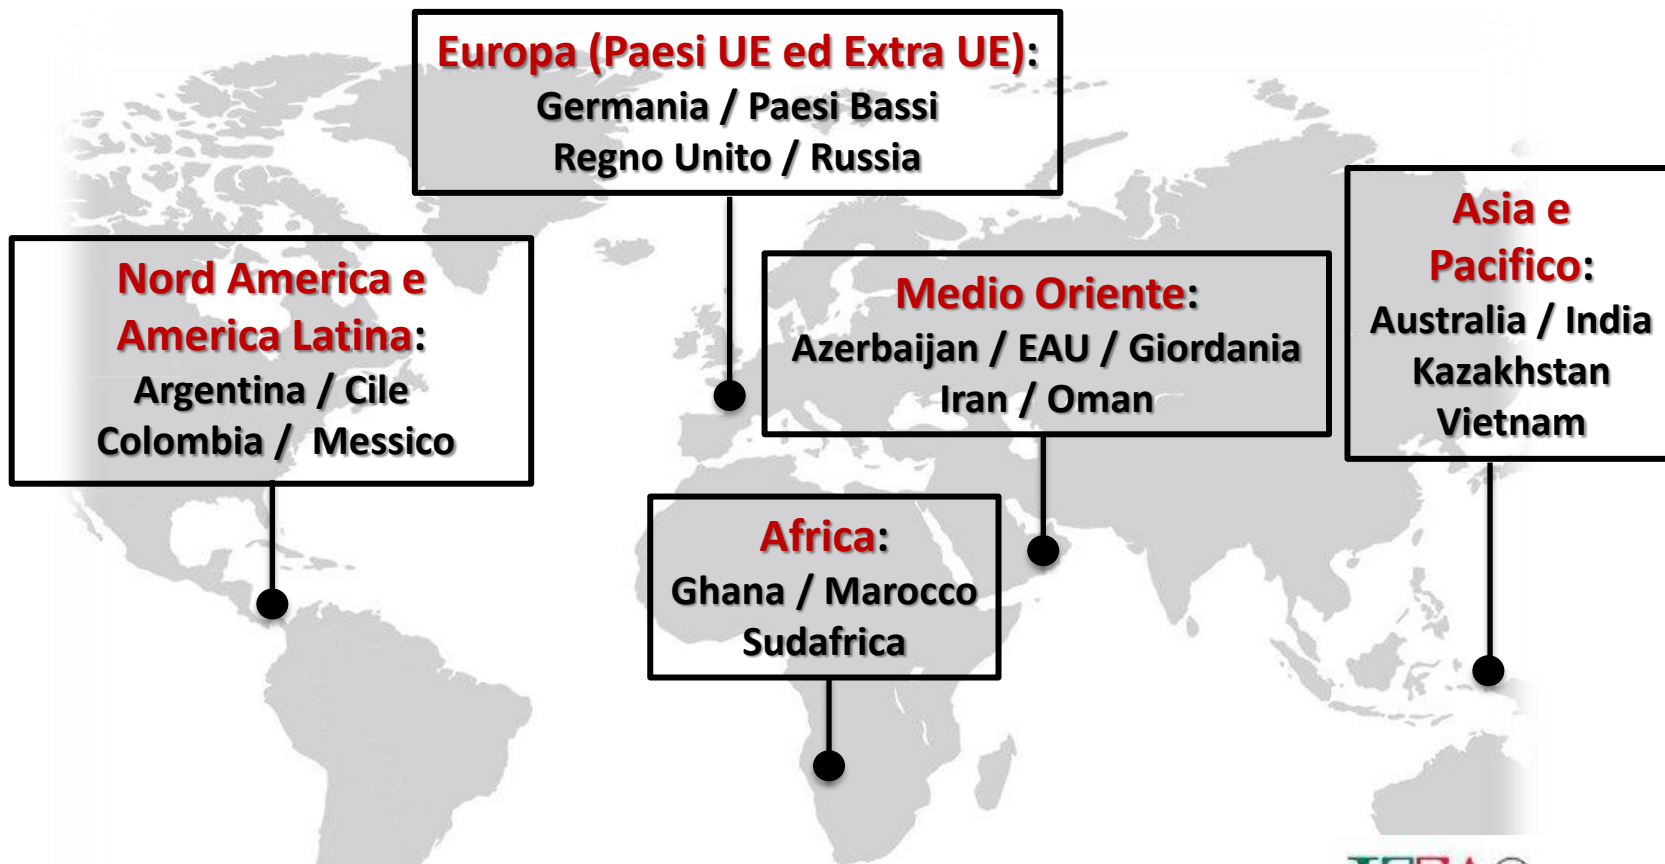 Europa (Paesi UE ed Extra UE):
Germania / Paesi Bassi
Regno Unito / Russia
Nord America e
America Latina:
Argentina / Cile
Colombia / Messico
Medio Oriente:
Azerbaijan / EAU / Giordania
Iran / Oman
Asia e
Pacifico:
Australia / India
Kazakhstan
Vietnam
Africa:
Ghana / Marocco
Sudafrica